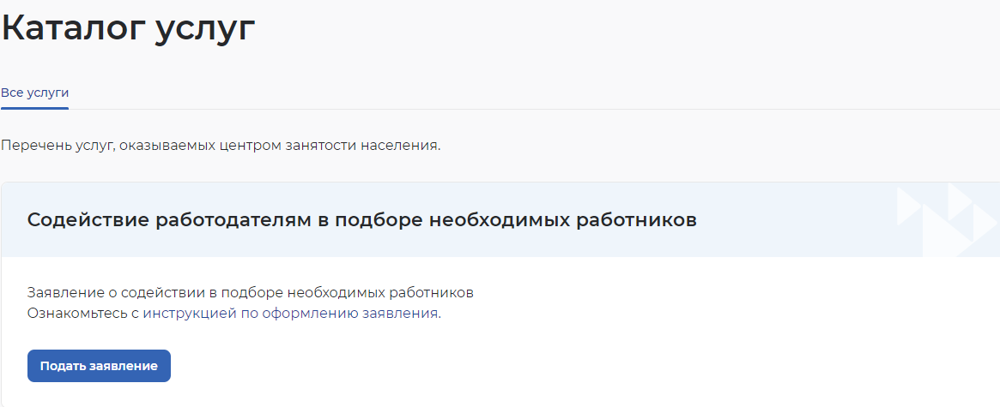 Каталог услуг
Все услуги
Перечень услуг, оказываемых центром занятости населения.
Содействие работодателям в подборе необходимых работников
Заявление о содействии в подборе необходимых работников
Ознакомьтесь с инструкцией по оформлению заявления.
Подать заявление